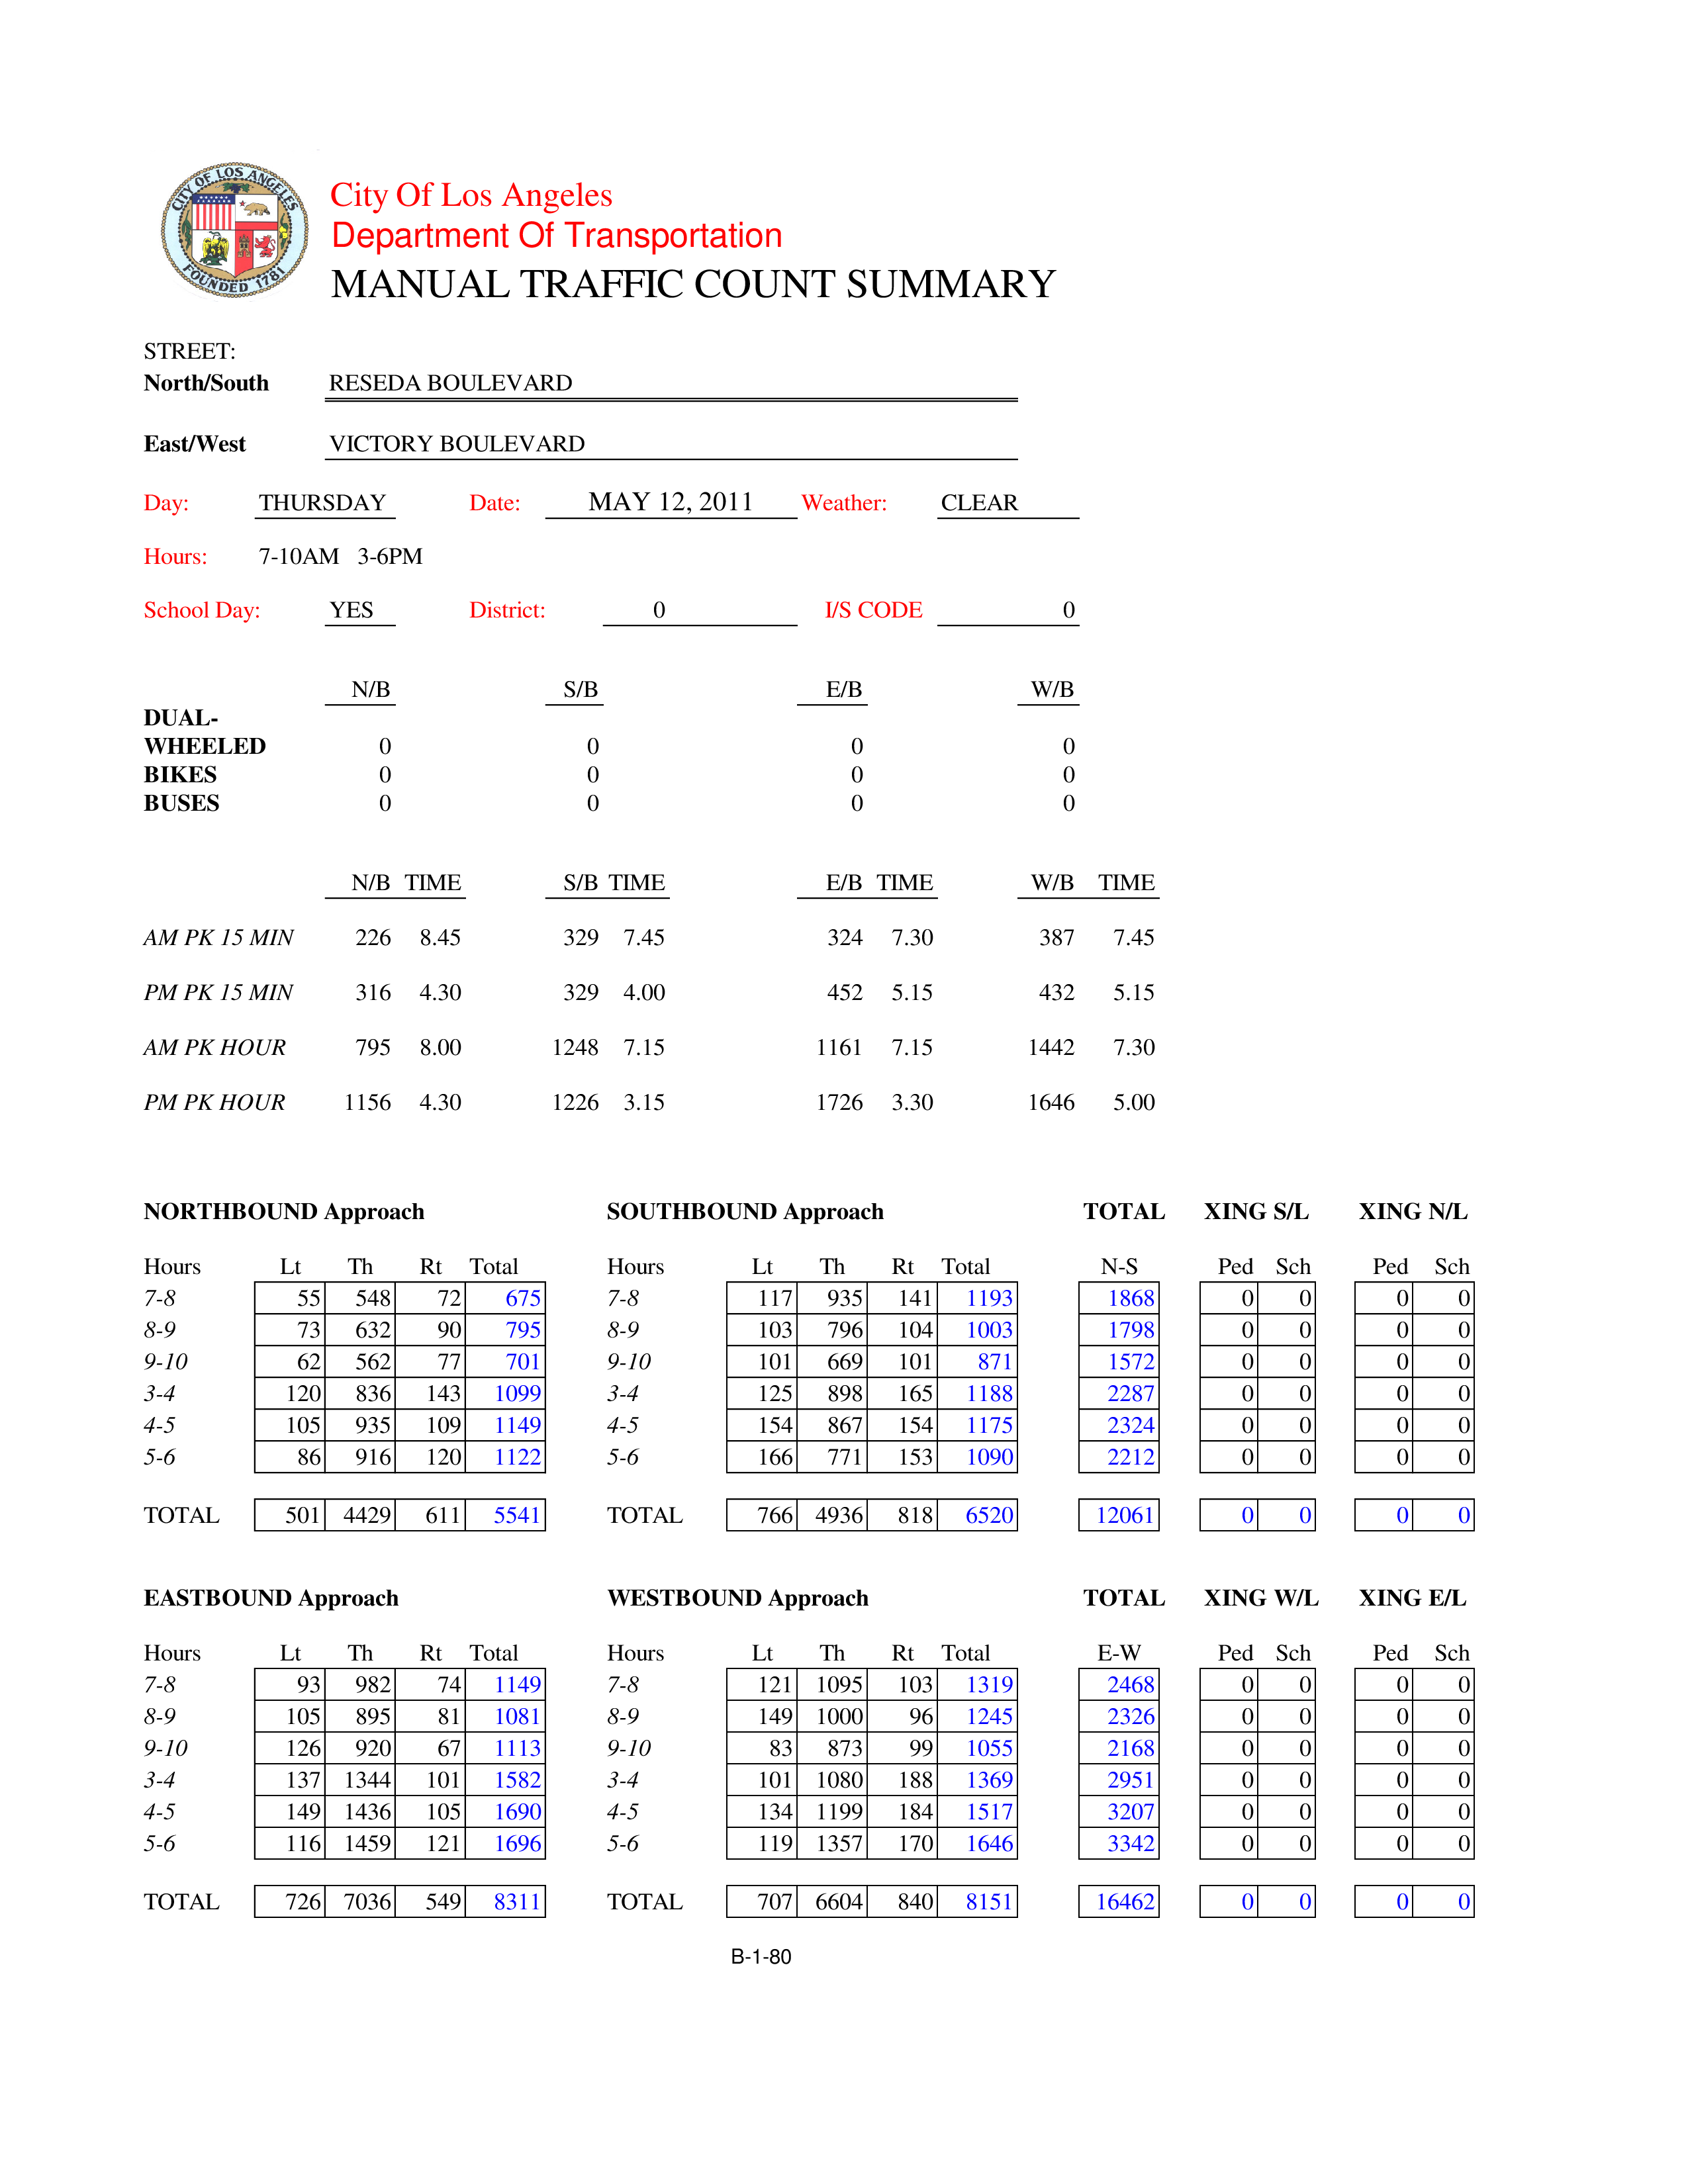 CITY OF LOS ANGELES
FOUNDED 1781
City Of Los Angeles
Department Of Transportation
MANUAL TRAFFIC COUNT SUMMARY
STREET:
North/South RESEDA BOULEVARD
East/West VICTORY BOULEVARD
Day: THURSDAY Date: MAY 12, 2011 Weather: CLEAR
Hours: 7-10AM 3-6PM
School Day: YES District: 0 I/S CODE 0
N/B S/B E/B W/B
DUAL-
WHEELED 0 0 0 0
BIKES 0 0 0 0
BUSES 0 0 0 0
N/B TIME S/B TIME E/B TIME W/B TIME
AM PK 15 MIN 226 8.45 329 7.45 324 7.30 387 7.45
PM PK 15 MIN 316 4.30 329 4.00 452 5.15 432 5.15
AM PK HOUR 795 8.00 1248 7.15 1161 7.15 1442 7.30
PM PK HOUR 1156 4.30 1226 3.15 1726 3.30 1646 5.00
NORTHBOUND Approach SOUTHBOUND Approach TOTAL XING S/L XING N/L
Hours Lt Th Rt Total Hours Lt Th Rt Total N-S Ped Sch Ped Sch
7-8 55 548 72 675 7-8 117 935 141 1193 1868 0 0 0 0
8-9 73 632 90 795 8-9 103 796 104 1003 1798 0 0 0 0
9-10 62 562 77 701 9-10 101 669 101 871 1572 0 0 0 0
3-4 120 836 143 1099 3-4 125 898 165 1188 2287 0 0 0 0
4-5 105 935 109 1149 4-5 154 867 154 1175 2324 0 0 0 0
5-6 86 916 120 1122 5-6 166 771 153 1090 2212 0 0 0 0
TOTAL 501 4429 611 5541 TOTAL 766 4936 818 6520 12061 0 0 0 0
EASTBOUND Approach WESTBOUND Approach TOTAL XING W/L XING E/L
Hours Lt Th Rt Total Hours Lt Th Rt Total E-W Ped Sch Ped Sch
7-8 93 982 74 1149 7-8 121 1095 103 1319 2468 0 0 0 0
8-9 105 895 81 1081 8-9 149 1000 96 1245 2326 0 0 0 0
9-10 126 920 67 1113 9-10 83 873 99 1055 2168 0 0 0 0
3-4 137 1344 101 1582 3-4 101 1080 188 1369 2951 0 0 0 0
4-5 149 1436 105 1690 4-5 134 1199 184 1517 3207 0 0 0 0
5-6 116 1459 121 1696 5-6 119 1357 170 1646 3342 0 0 0 0
TOTAL 726 7036 549 8311 TOTAL 707 6604 840 8151 16462 0 0 0 0
B-1-80